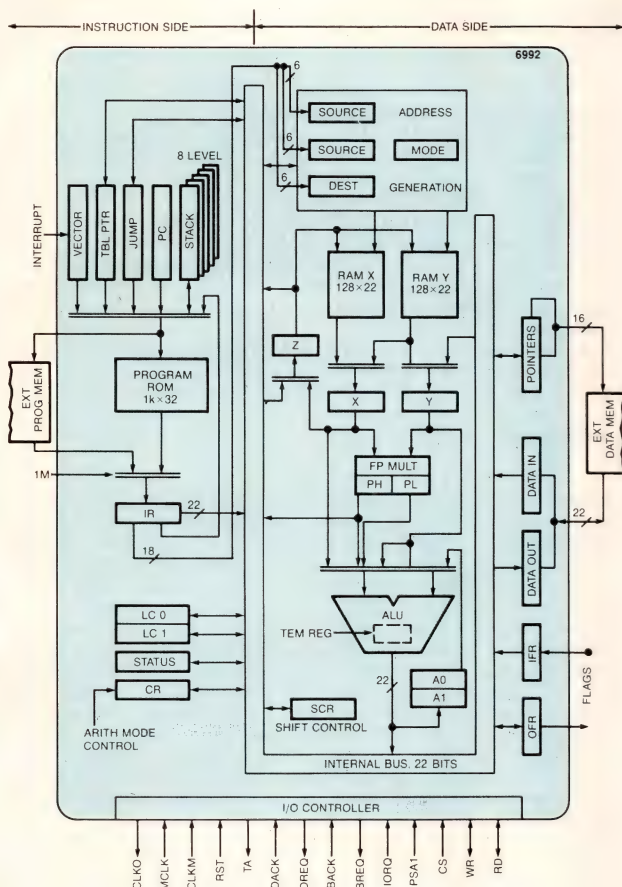 INSTRUCTION SIDE
DATA SIDE
6992
6
SOURCE
ADDRESS
6
SOURCE
MODE
6
DEST
GENERATION
8 LEVEL
INTERRUPT
VECTOR
TBL PTR
JUMP
PC
STACK
RAM X
128×22
RAM Y
128×22
POINTERS
16
Z
EXT
PROG MEM
PROGRAM
ROM
1k × 32
X
Y
EXT
DATA MEM
FP MULT
PH
PL
DATA IN
1M
IR
22
22
18
DATA OUT
LC 0
LC 1
ALU
TEM REG
STATUS
22
A0
A1
IFR
FLAGS
CR
ARITH MODE
CONTROL
SCR
SHIFT CONTROL
OFR
INTERNAL BUS. 22 BITS
I/O CONTROLLER
CLKO
MCLK
CLKM
RST
TA
DACK
DREQ
BACK
BREQ
IORQ
PSA1
CS
WR
RD